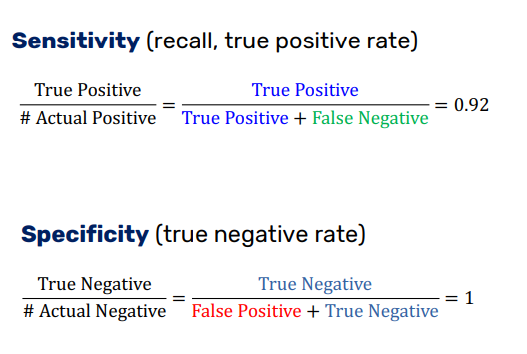 Sensitivity (recall, true positive rate)
True Positive
# Actual Positive
=
True Positive
True Positive + False Negative
= 0.92
Specificity (true negative rate)
True Negative
# Actual Negative
=
True Negative
False Positive + True Negative
= 1